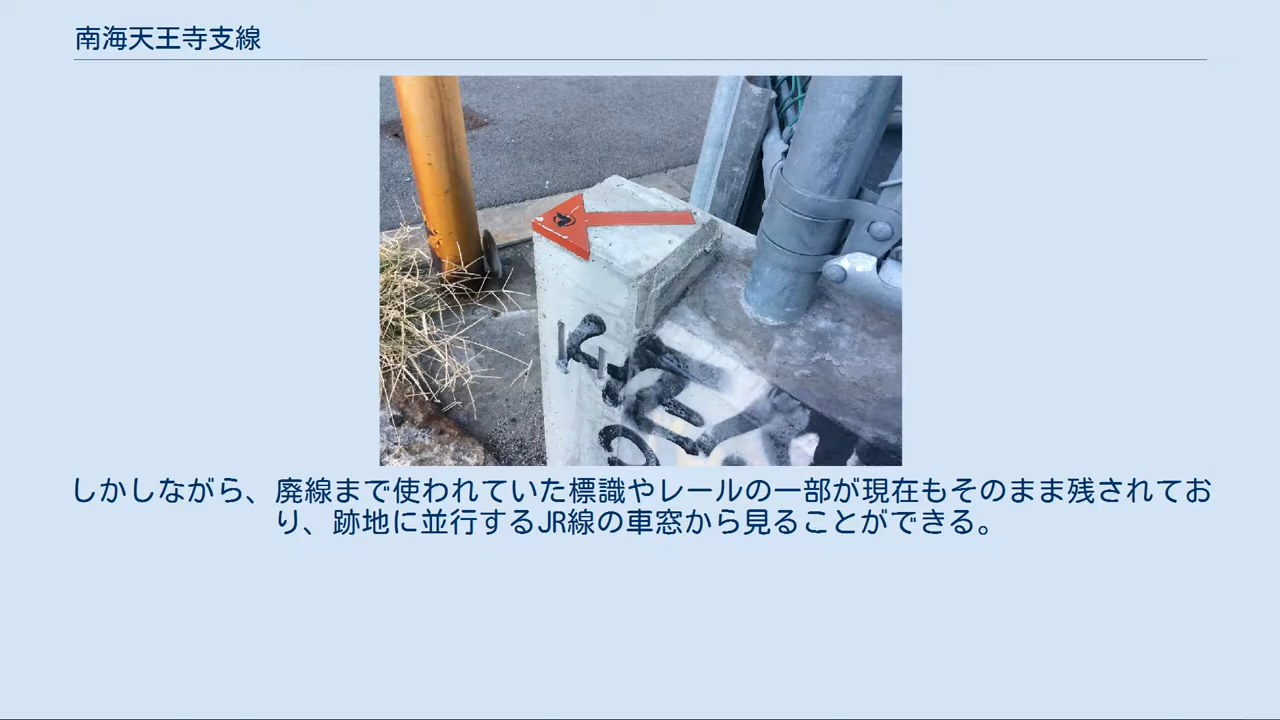 南海天王寺支線
しかしながら、廃線まで使われていた標識やレールの一部が現在もそのまま残されてお
り、跡地に並行するJR線の車窓から見ることができる。